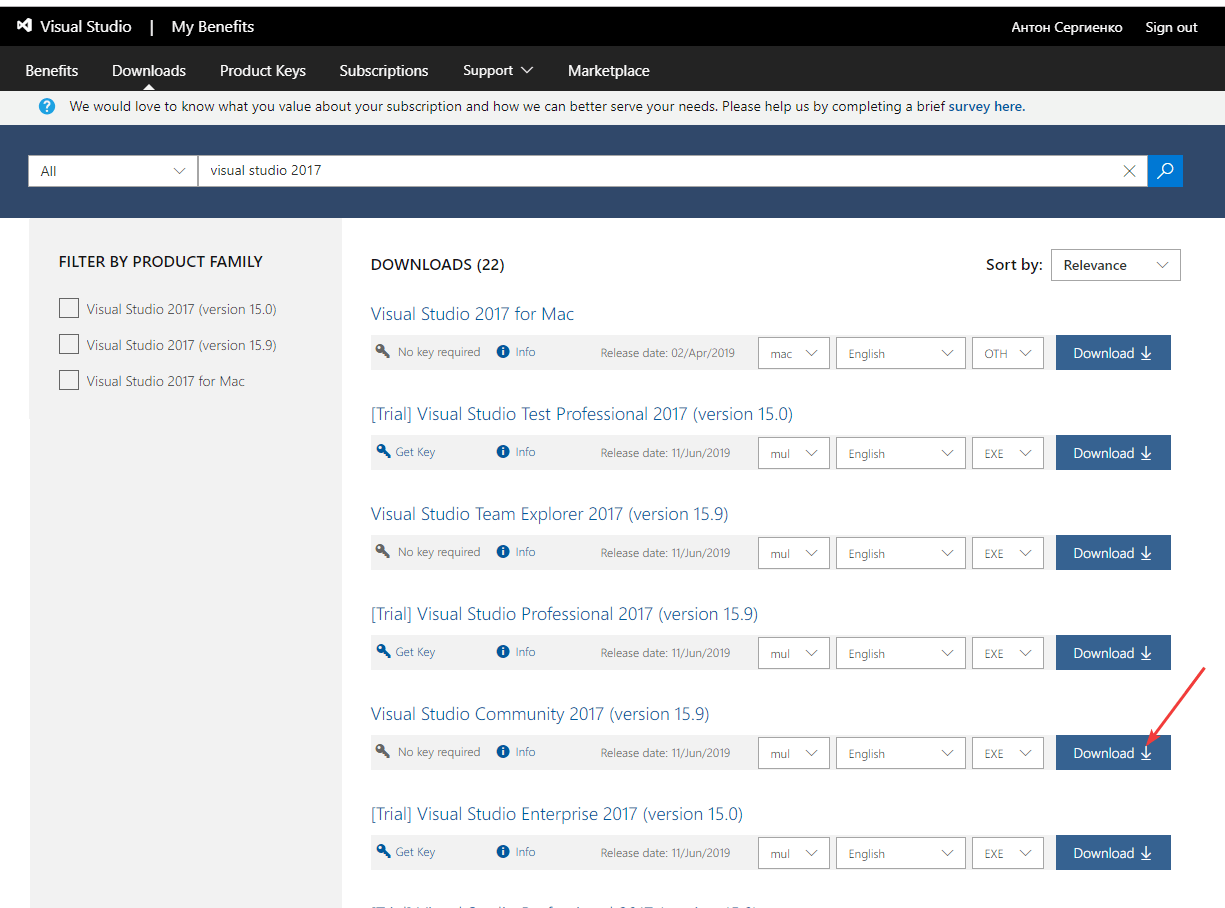 Visual Studio | My Benefits Антон Сергиенко Sign out
Benefits Downloads Product Keys Subscriptions Support Marketplace
We would love to know what you value about your subscription and how we can better serve your needs. Please help us by completing a brief survey here.
All visual studio 2017
FILTER BY PRODUCT FAMILY
Visual Studio 2017 (version 15.0)
Visual Studio 2017 (version 15.9)
Visual Studio 2017 for Mac
DOWNLOADS (22) Sort by: Relevance
Visual Studio 2017 for Mac
No key required Info Release date: 02/Apr/2019 mac English OTH Download
[Trial] Visual Studio Test Professional 2017 (version 15.0)
Get Key Info Release date: 11/Jun/2019 mul English EXE Download
Visual Studio Team Explorer 2017 (version 15.9)
No key required Info Release date: 11/Jun/2019 mul English EXE Download
[Trial] Visual Studio Professional 2017 (version 15.9)
Get Key Info Release date: 11/Jun/2019 mul English EXE Download
Visual Studio Community 2017 (version 15.9)
No key required Info Release date: 11/Jun/2019 mul English EXE Download
[Trial] Visual Studio Enterprise 2017 (version 15.0)
Get Key Info Release date: 11/Jun/2019 mul English EXE Download